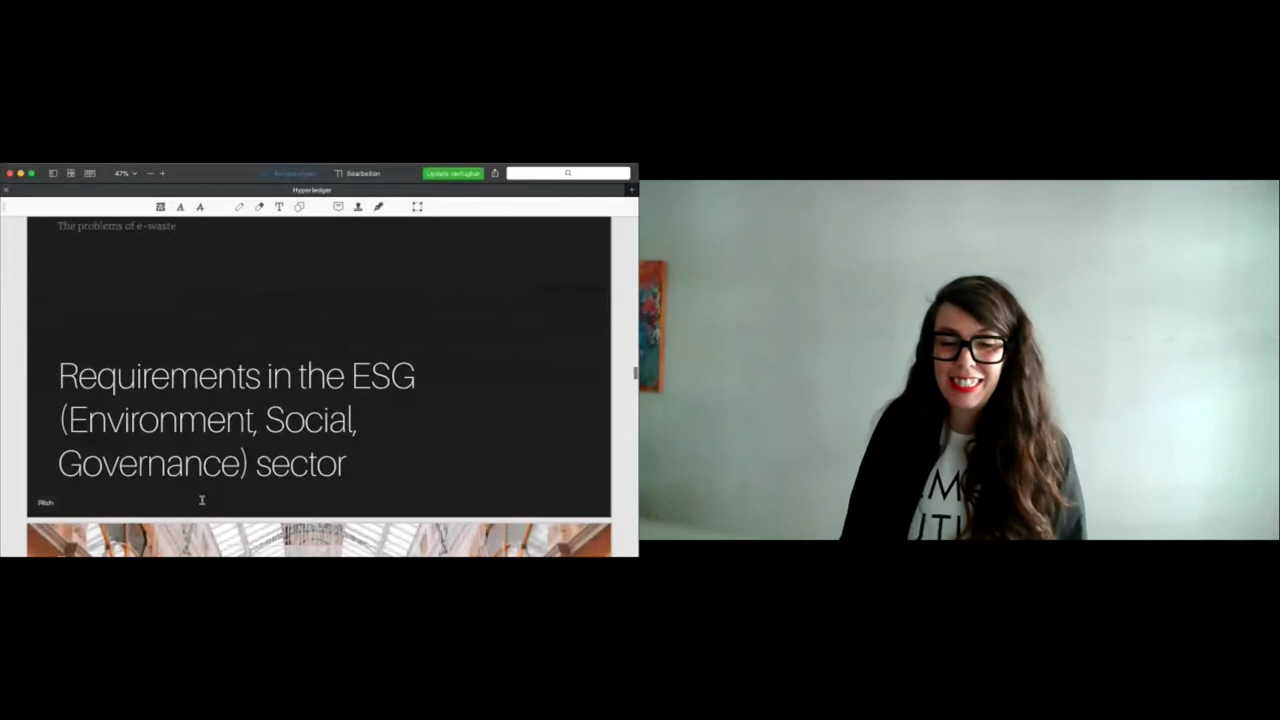 47%
Bearbeiten
Update verfügbar
Hyperledger
The problems of e-waste
Requirements in the ESG
(Environment, Social,
Governance) sector
Pitch